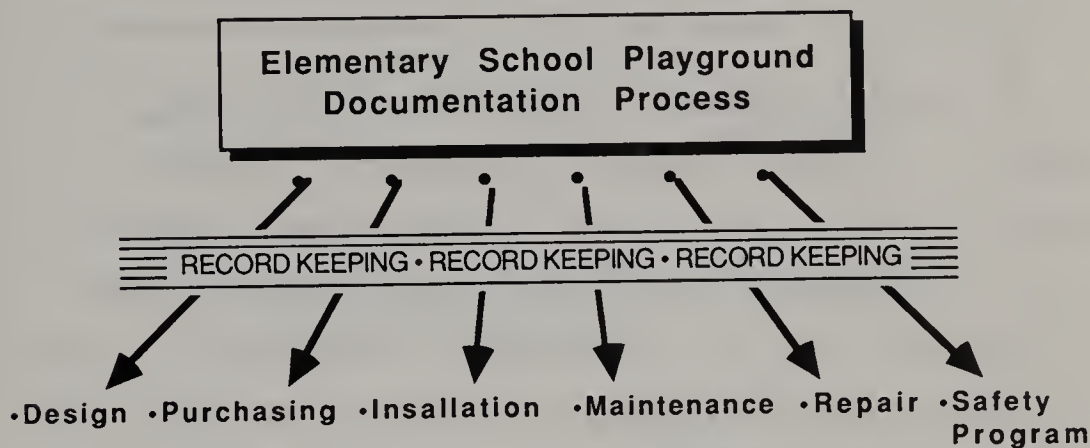 Elementary School Playground
Documentation Process
RECORD KEEPING • RECORD KEEPING • RECORD KEEPING
•Design •Purchasing •Insallation •Maintenance •Repair •Safety
Program